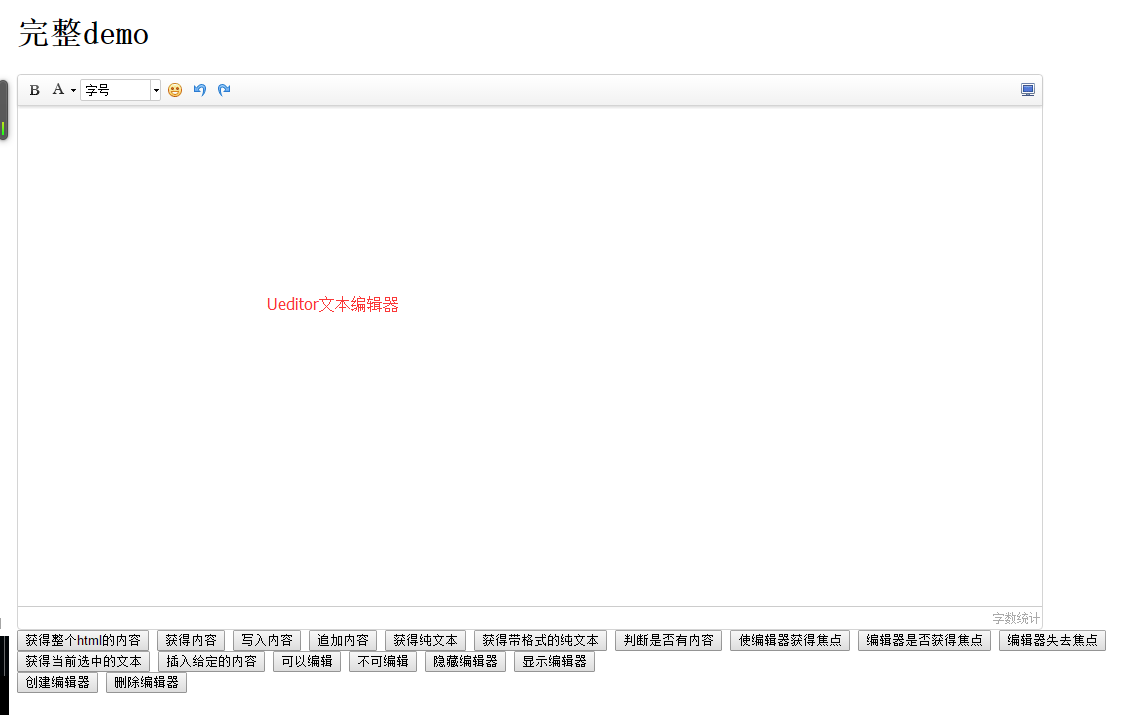 完整demo
B A 字号
Ueditor文本编辑器
字数统计
获得整个html的内容 获得内容 写入内容 追加内容 获得纯文本 获得带格式的纯文本 判断是否有内容 使编辑器获得焦点 编辑器是否获得焦点 编辑器失去焦点
获得当前选中的文本 插入给定的内容 可以编辑 不可编辑 隐藏编辑器 显示编辑器
创建编辑器 删除编辑器